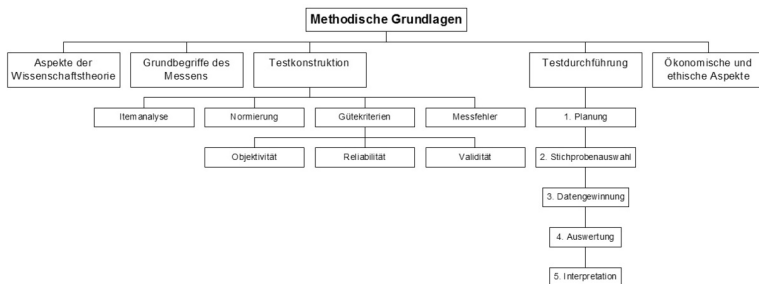 Methodische Grundlagen
Aspekte der
Wissenschaftstheorie
Grundbegriffe des
Messens
Testkonstruktion
Testdurchführung
Ökonomische und
ethische Aspekte
Itemanalyse
Normierung
Gütekriterien
Messfehler
1. Planung
Objektivität
Reliabilität
Validität
2. Stichprobenauswahl
3. Datengewinnung
4. Auswertung
5. Interpretation